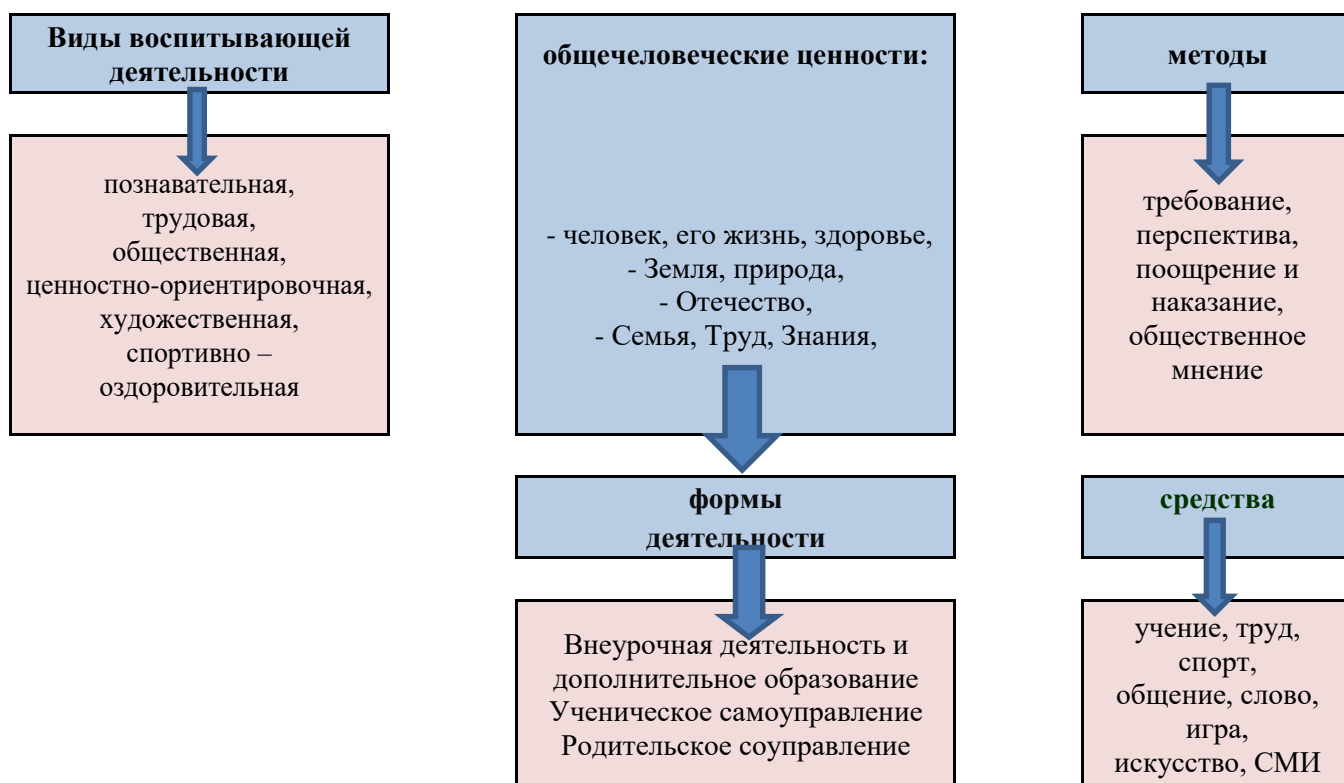 Виды воспитывающей
деятельности
познавательная,
трудовая,
общественная,
ценностно-ориентировочная,
художественная,
спортивно –
оздоровительная
общечеловеческие ценности:
- человек, его жизнь, здоровье,
- Земля, природа,
- Отечество,
- Семья, Труд, Знания,
методы
требование,
перспектива,
поощрение и
наказание,
общественное
мнение
формы
деятельности
Внеурочная деятельность и
дополнительное образование
Ученическое самоуправление
Родительское соуправление
средства
учение, труд,
спорт,
общение, слово,
игра,
искусство, СМИ